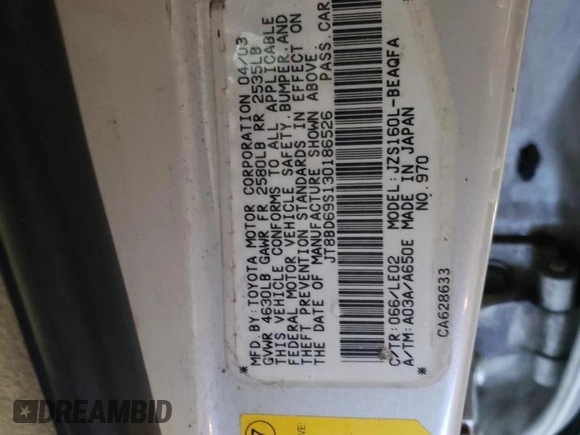 MFD. BY: TOYOTA MOTOR CORPORATION 04/03
GVWR 4630LB GAWR FR 2580LB RR 2535LB
THIS VEHICLE CONFORMS TO ALL APPLICABLE
FEDERAL MOTOR VEHICLE SAFETY, BUMPER, AND
THEFT PREVENTION STANDARDS IN EFFECT ON
THE DATE OF MANUFACTURE SHOWN ABOVE.
* JT8BD69S130186526 PASS. CAR *
C/TR: 066/LE02 MODEL: JZS160L-BEAQFA
A/TM: A03A/A650E MADE IN JAPAN
NO. 970
CA628633
7
DREAMBID